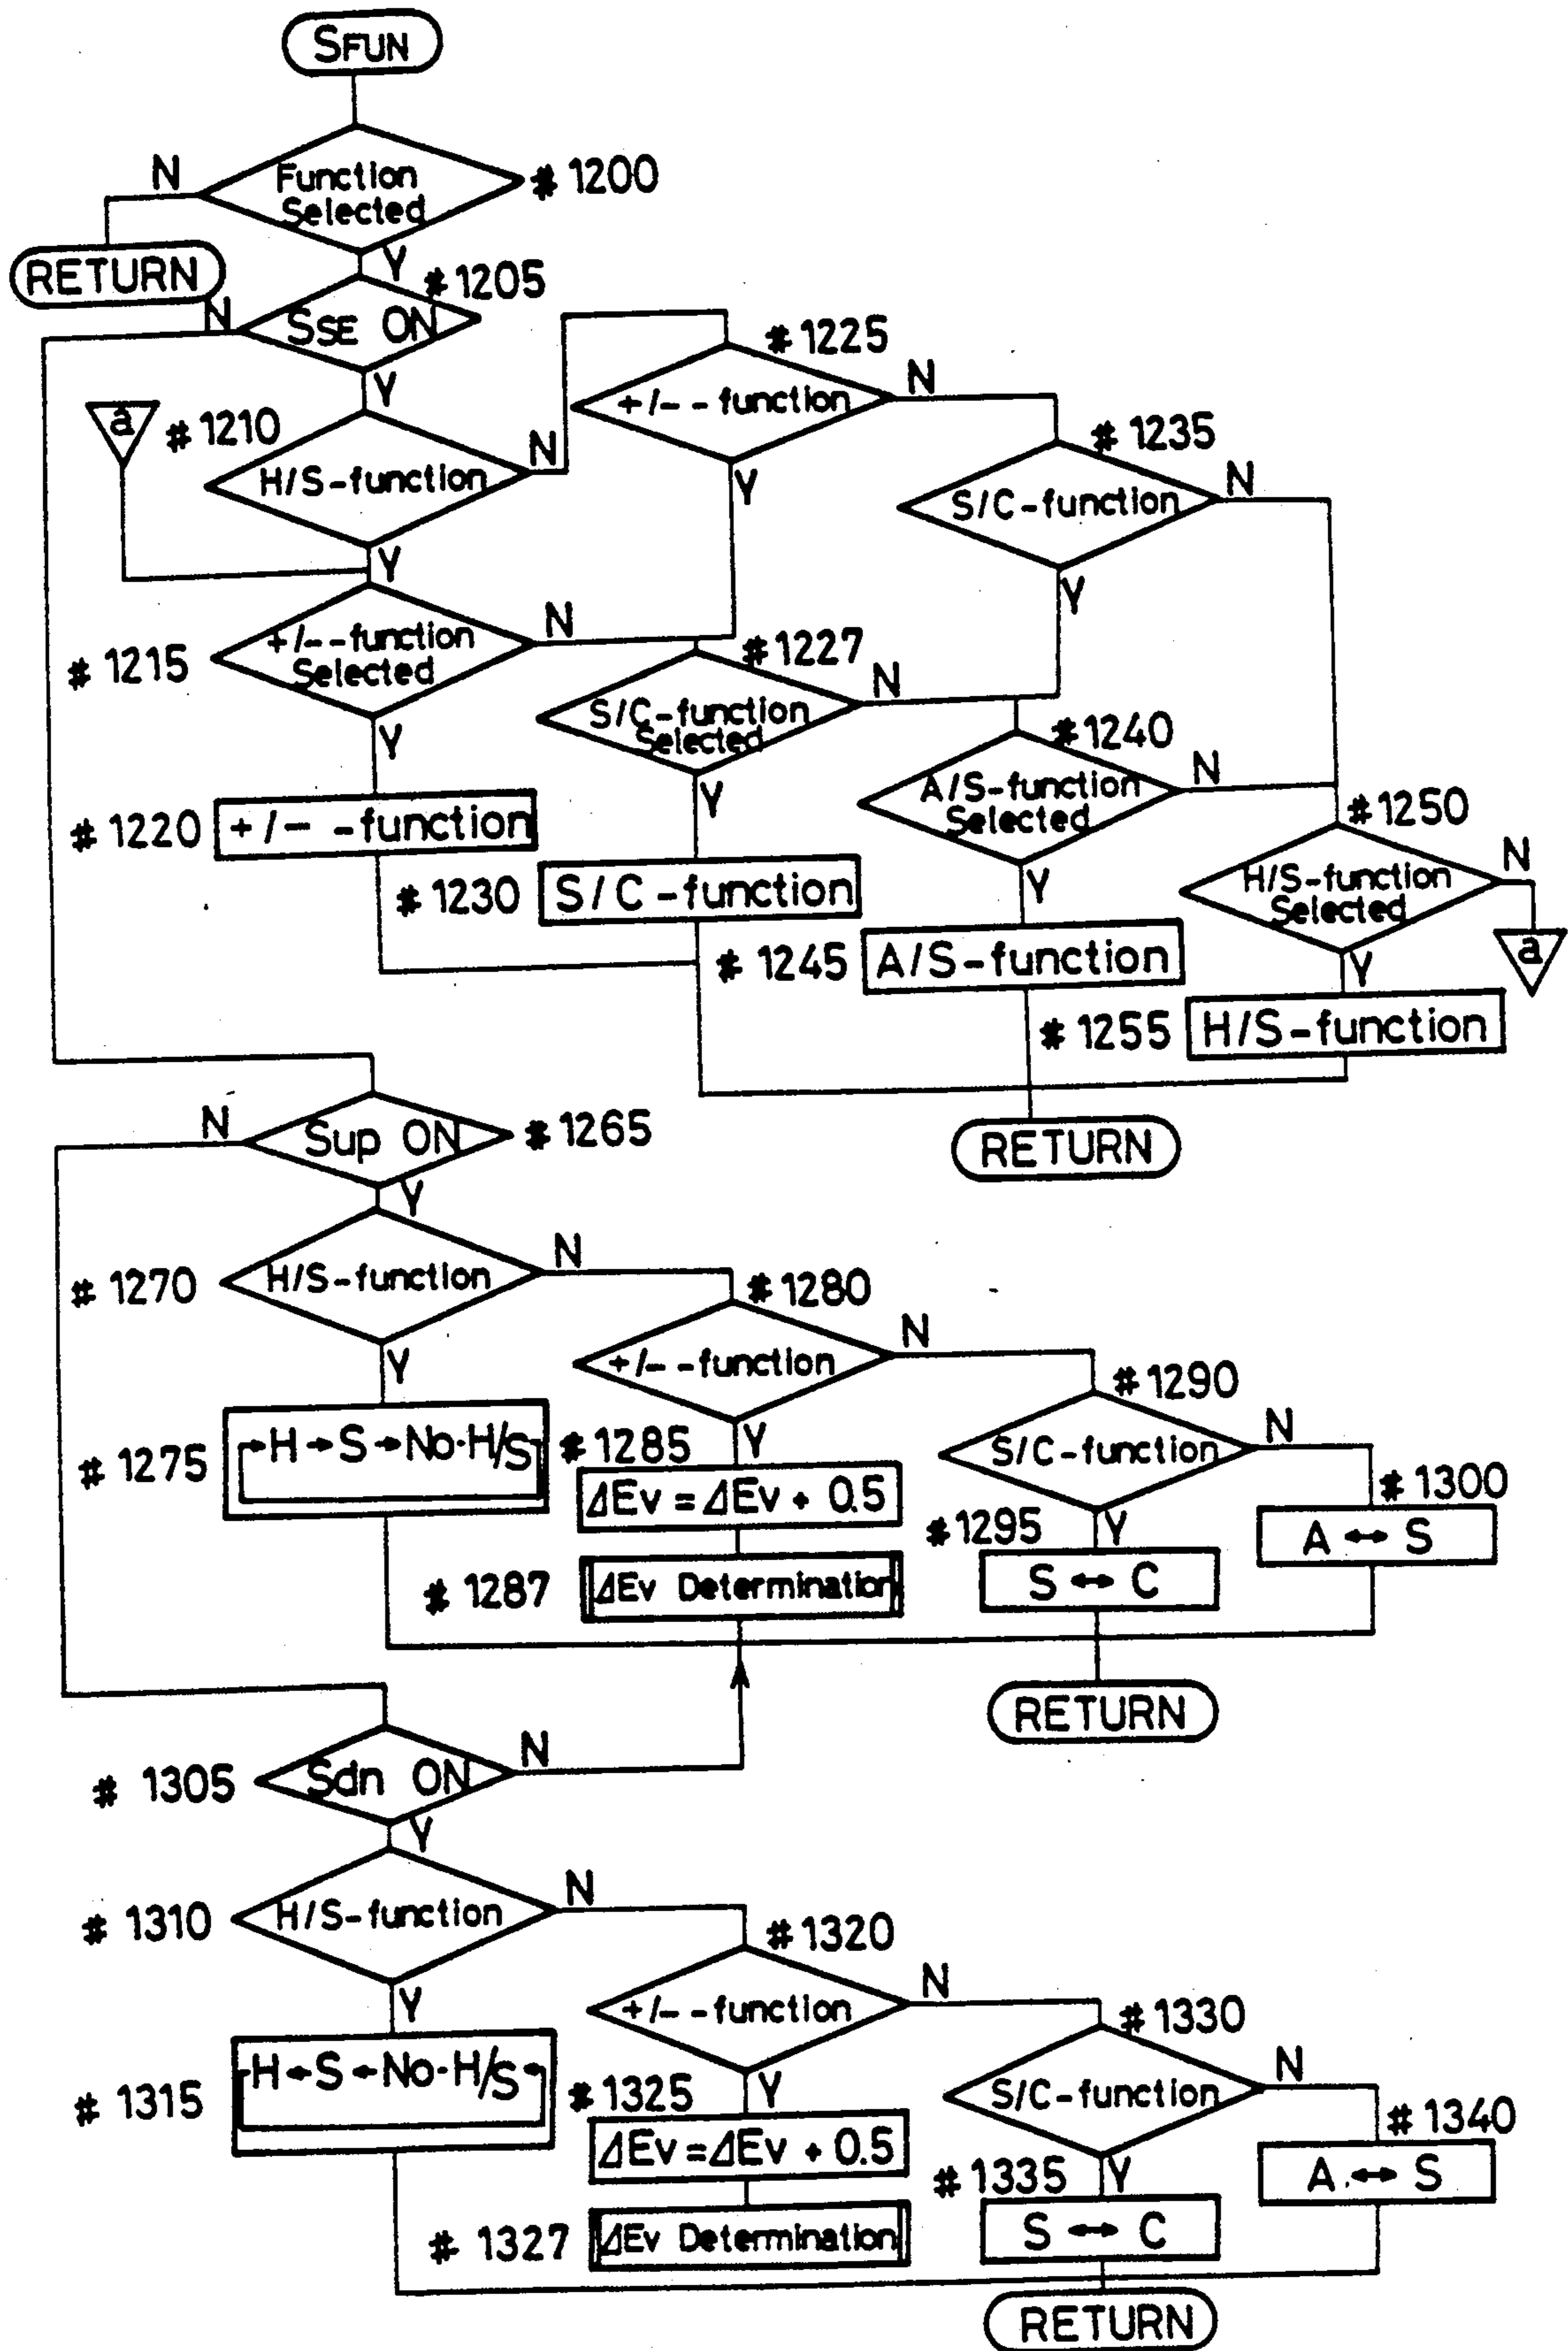 SFUN
N
Function
Selected
# 1200
RETURN
Y
# 1205
N
SSE ON
Y
# 1225
+/- -function
N
a
# 1210
H/S-function
N
# 1235
S/C-function
N
Y
Y
Y
+/- -function
Selected
N
# 1215
# 1227
S/C-function
Selected
N
Y
# 1240
A/S-function
Selected
N
Y
Y
# 1220
+/- -function
# 1250
H/S-function
Selected
N
# 1230
S/C-function
Y
a
# 1245
A/S-function
Y
# 1255
H/S-function
N
Sup ON
# 1265
RETURN
Y
# 1270
H/S-function
N
# 1280
+/- -function
N
Y
# 1290
S/C-function
N
# 1275
H→S→No·H/S
# 1285
Y
ΔEv = ΔEv + 0.5
# 1300
A ↔ S
# 1295
Y
S ↔ C
# 1287
ΔEv Determination
RETURN
# 1305
Sdn ON
N
Y
# 1310
H/S-function
N
# 1320
+/- -function
N
Y
# 1330
S/C-function
N
# 1315
H←S←No·H/S
# 1325
Y
ΔEv = ΔEv + 0.5
# 1340
A ↔ S
# 1335
Y
S ↔ C
# 1327
ΔEv Determination
RETURN